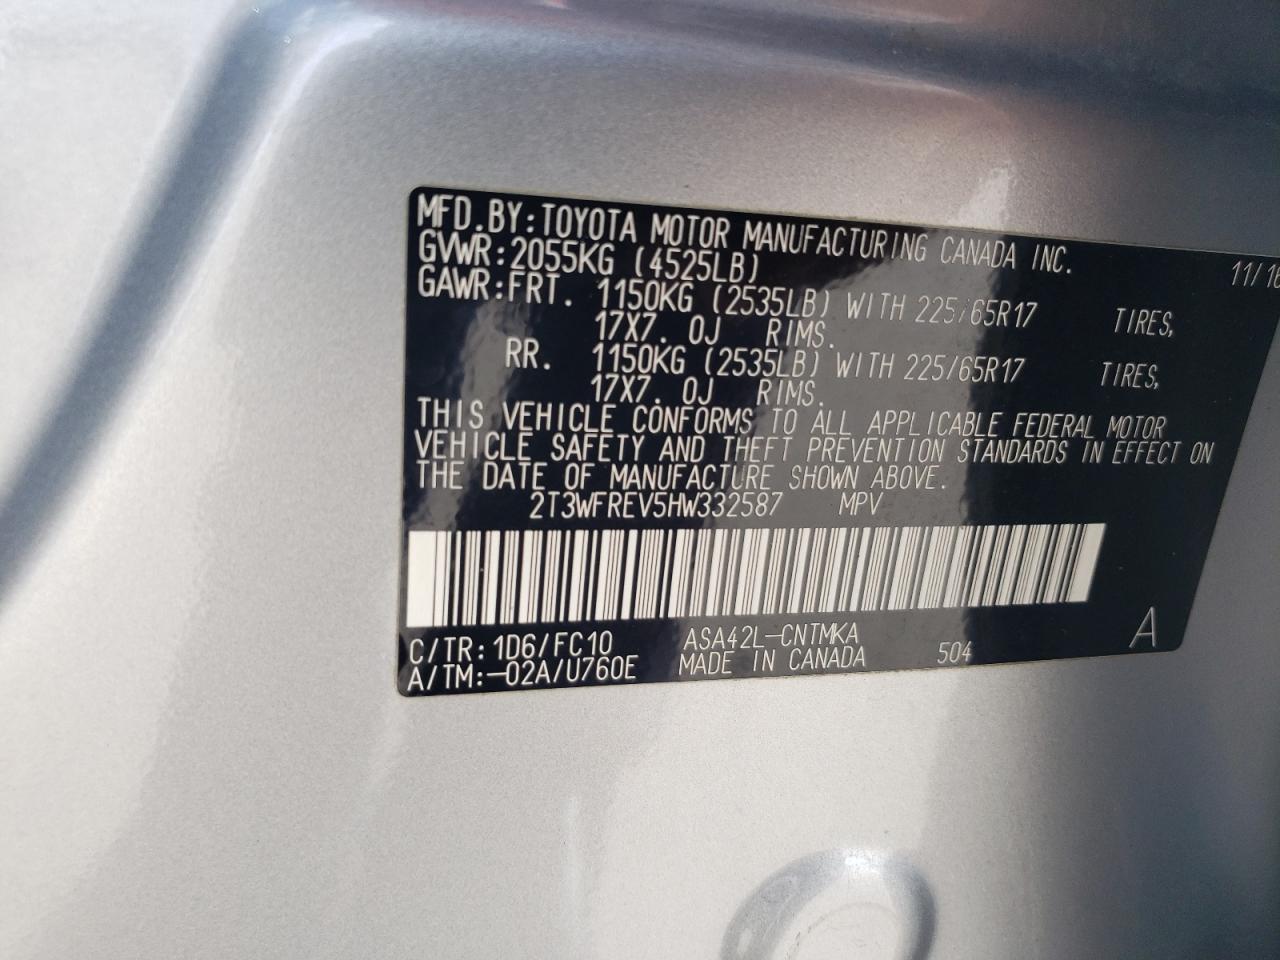 MFD.BY:TOYOTA MOTOR MANUFACTURING CANADA INC. 11/16
GVWR:2055KG (4525LB)
GAWR:FRT. 1150KG (2535LB) WITH 225/65R17 TIRES,
17X7.0J RIMS.
RR. 1150KG (2535LB) WITH 225/65R17 TIRES,
17X7.0J RIMS.
THIS VEHICLE CONFORMS TO ALL APPLICABLE FEDERAL MOTOR
VEHICLE SAFETY AND THEFT PREVENTION STANDARDS IN EFFECT ON
THE DATE OF MANUFACTURE SHOWN ABOVE.
2T3WFREV5HW332587 MPV
C/TR:1D6/FC10 ASA42L-CNTMKA
A/TM:-02A/U760E MADE IN CANADA 504 A